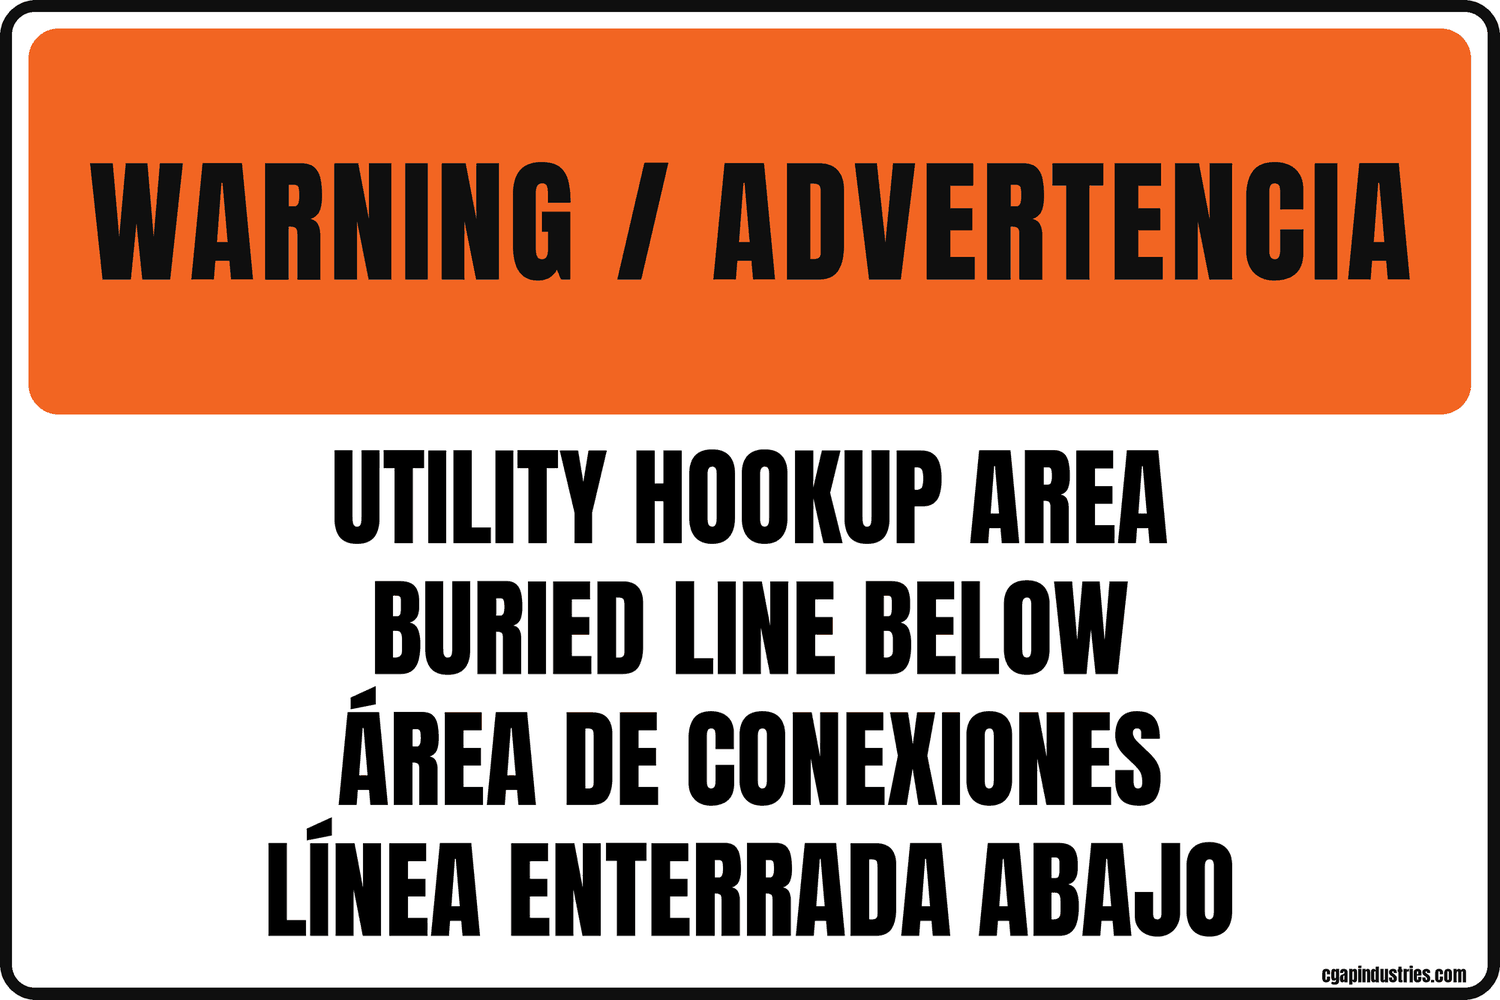 WARNING / ADVERTENCIA
UTILITY HOOKUP AREA
BURIED LINE BELOW
ÁREA DE CONEXIONES
LÍNEA ENTERRADA ABAJO
cgapindustries.com